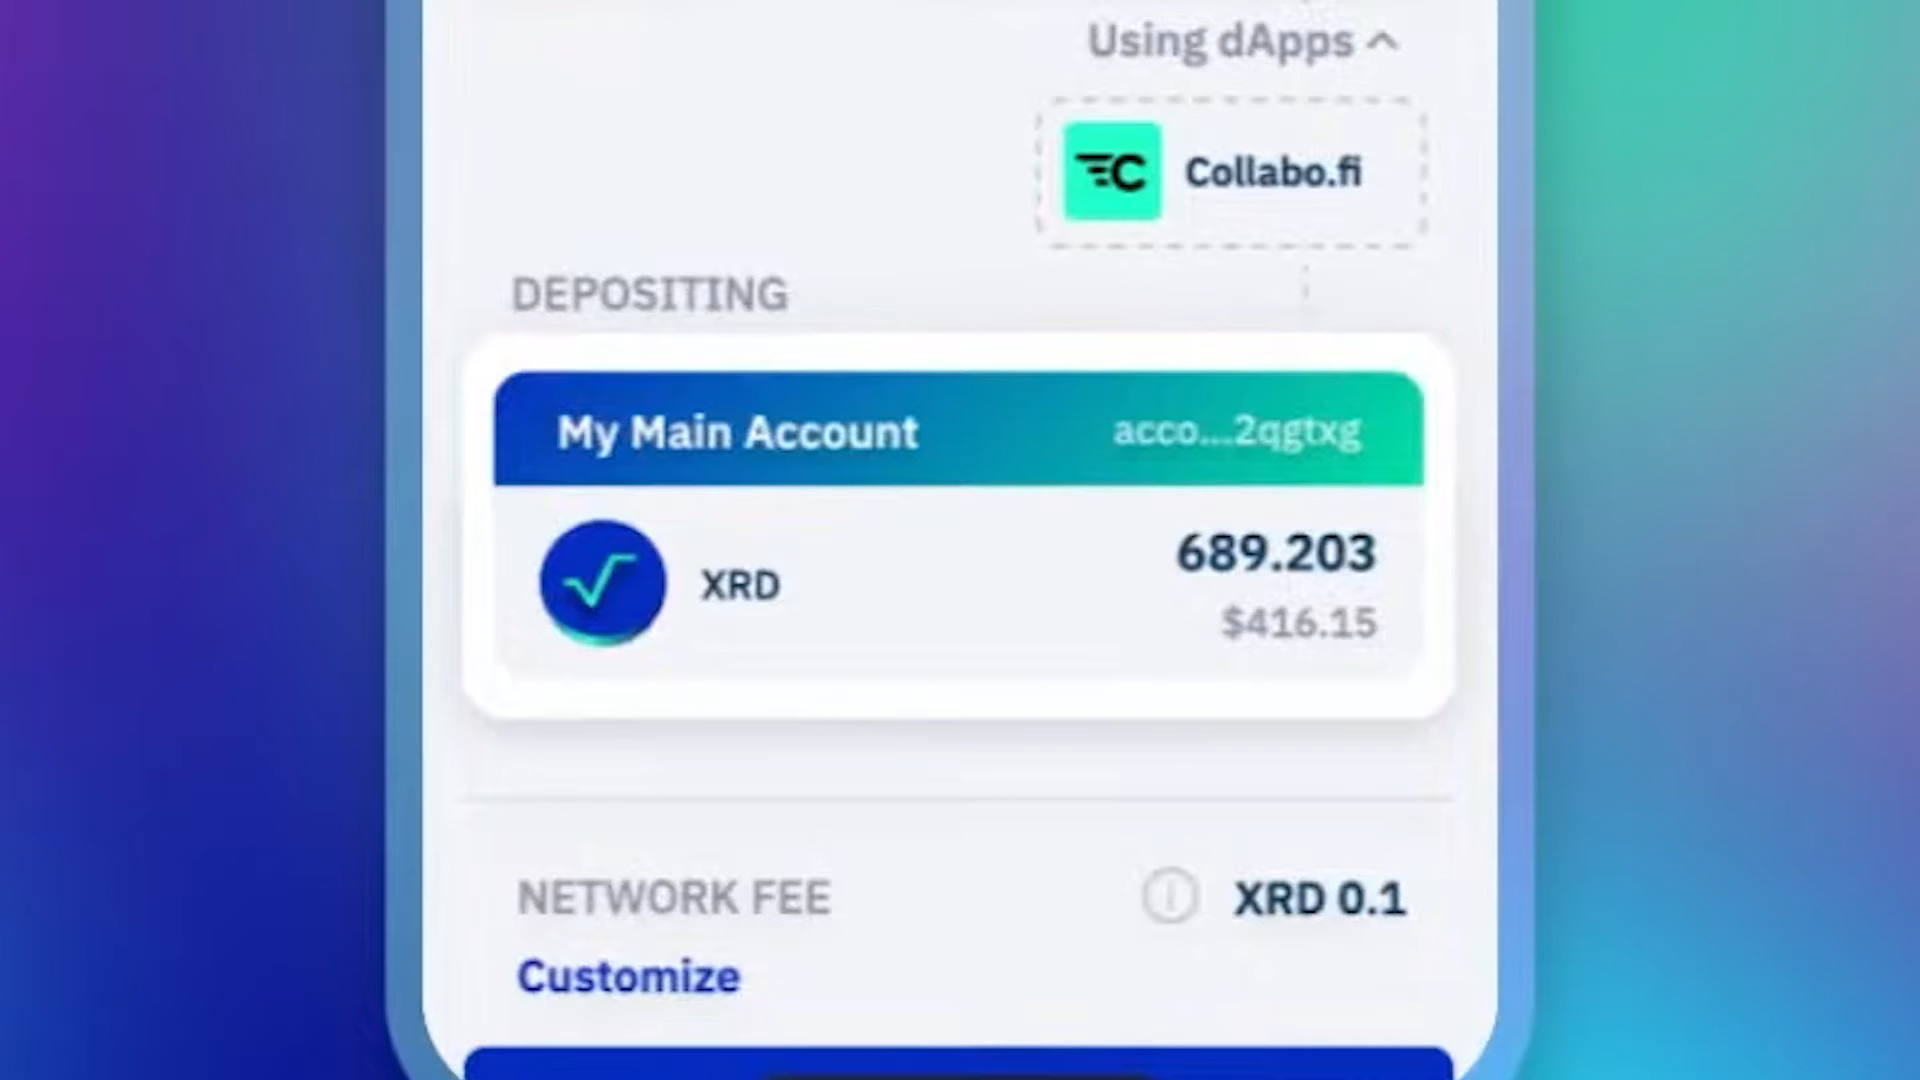 Using dApps
C Collabo.fi
DEPOSITING
My Main Account acco...2qgtxg
XRD 689.203
$416.15
NETWORK FEE XRD 0.1
Customize